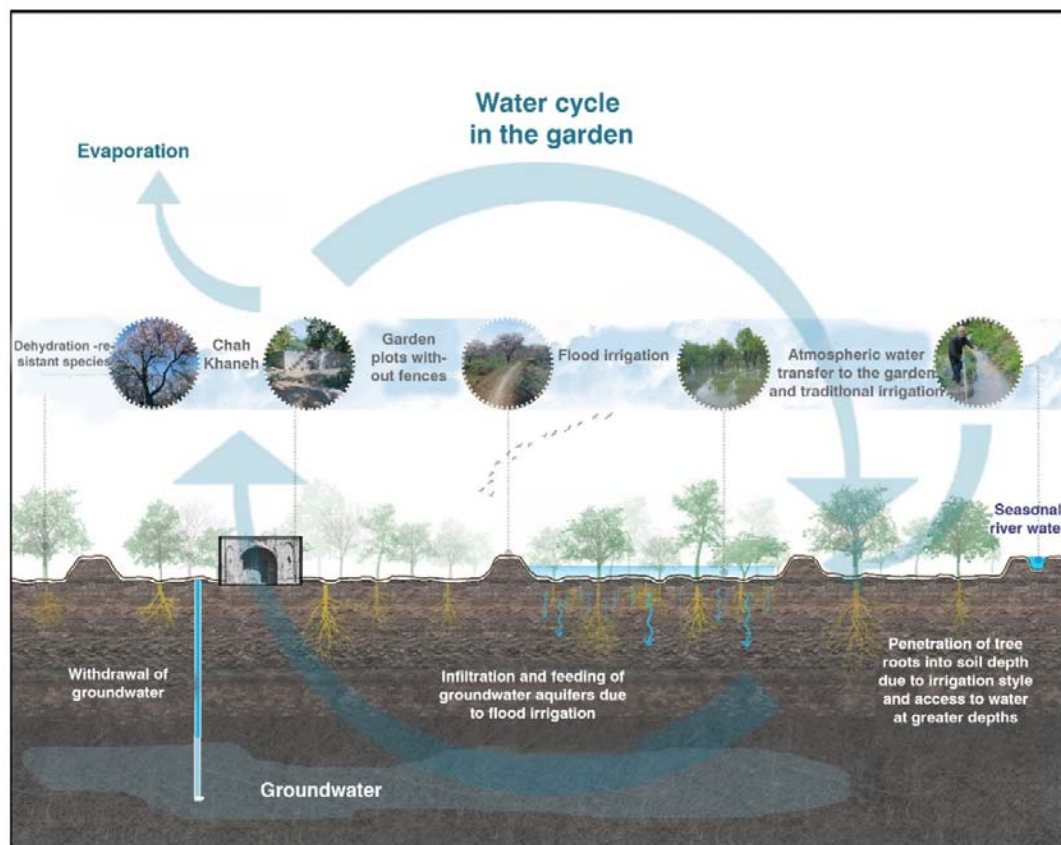 Water cycle
in the garden
Evaporation
Dehydration -re-
sistant species
Chah
Khaneh
Garden
plots with-
out fences
Flood irrigation
Atmospheric water
transfer to the garden
and traditional irrigation
Seasonal
river water
Withdrawal of
groundwater
Infiltration and feeding of
groundwater aquifers due
to flood irrigation
Penetration of tree
roots into soil depth
due to irrigation style
and access to water
at greater depths
Groundwater